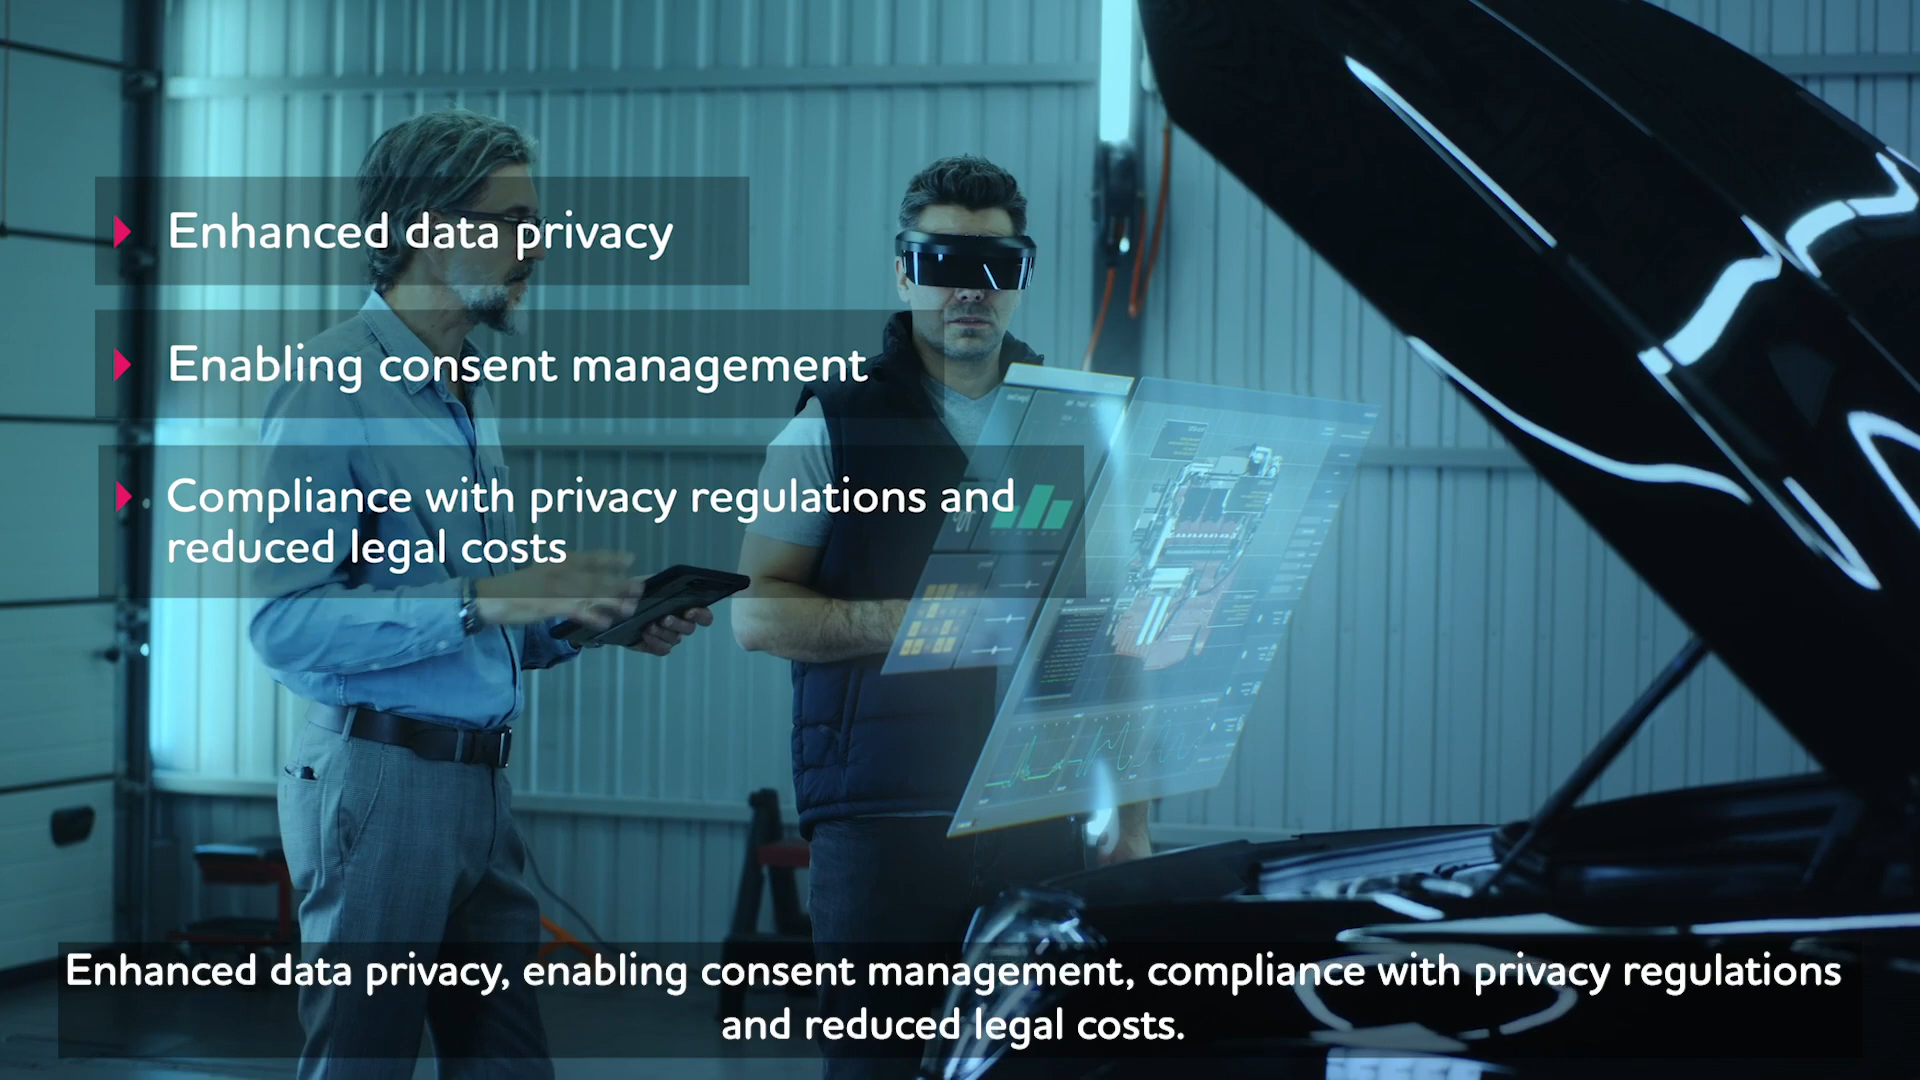 Enhanced data privacy
Enabling consent management
Compliance with privacy regulations and
reduced legal costs
Enhanced data privacy, enabling consent management, compliance with privacy regulations
and reduced legal costs.